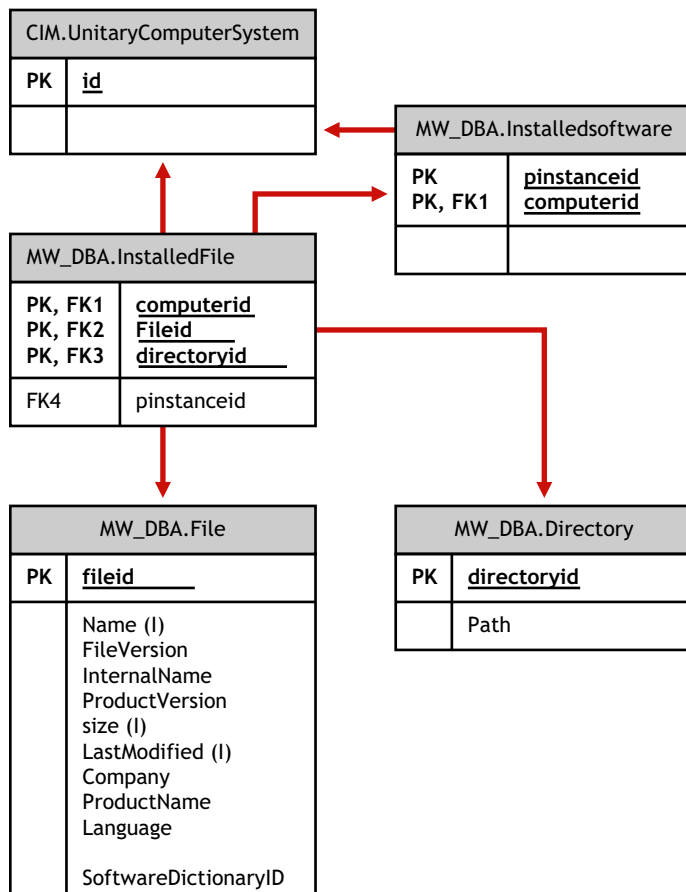 CIM.UnitaryComputerSystem
PK id
MW_DBA.Installedsoftware
PK pinstanceid
PK, FK1 computerid
MW_DBA.InstalledFile
PK, FK1 computerid
PK, FK2 Fileid
PK, FK3 directoryid
FK4 pinstanceid
MW_DBA.File
PK fileid
Name (I)
FileVersion
InternalName
ProductVersion
size (I)
LastModified (I)
Company
ProductName
Language
SoftwareDictionaryID
MW_DBA.Directory
PK directoryid
Path